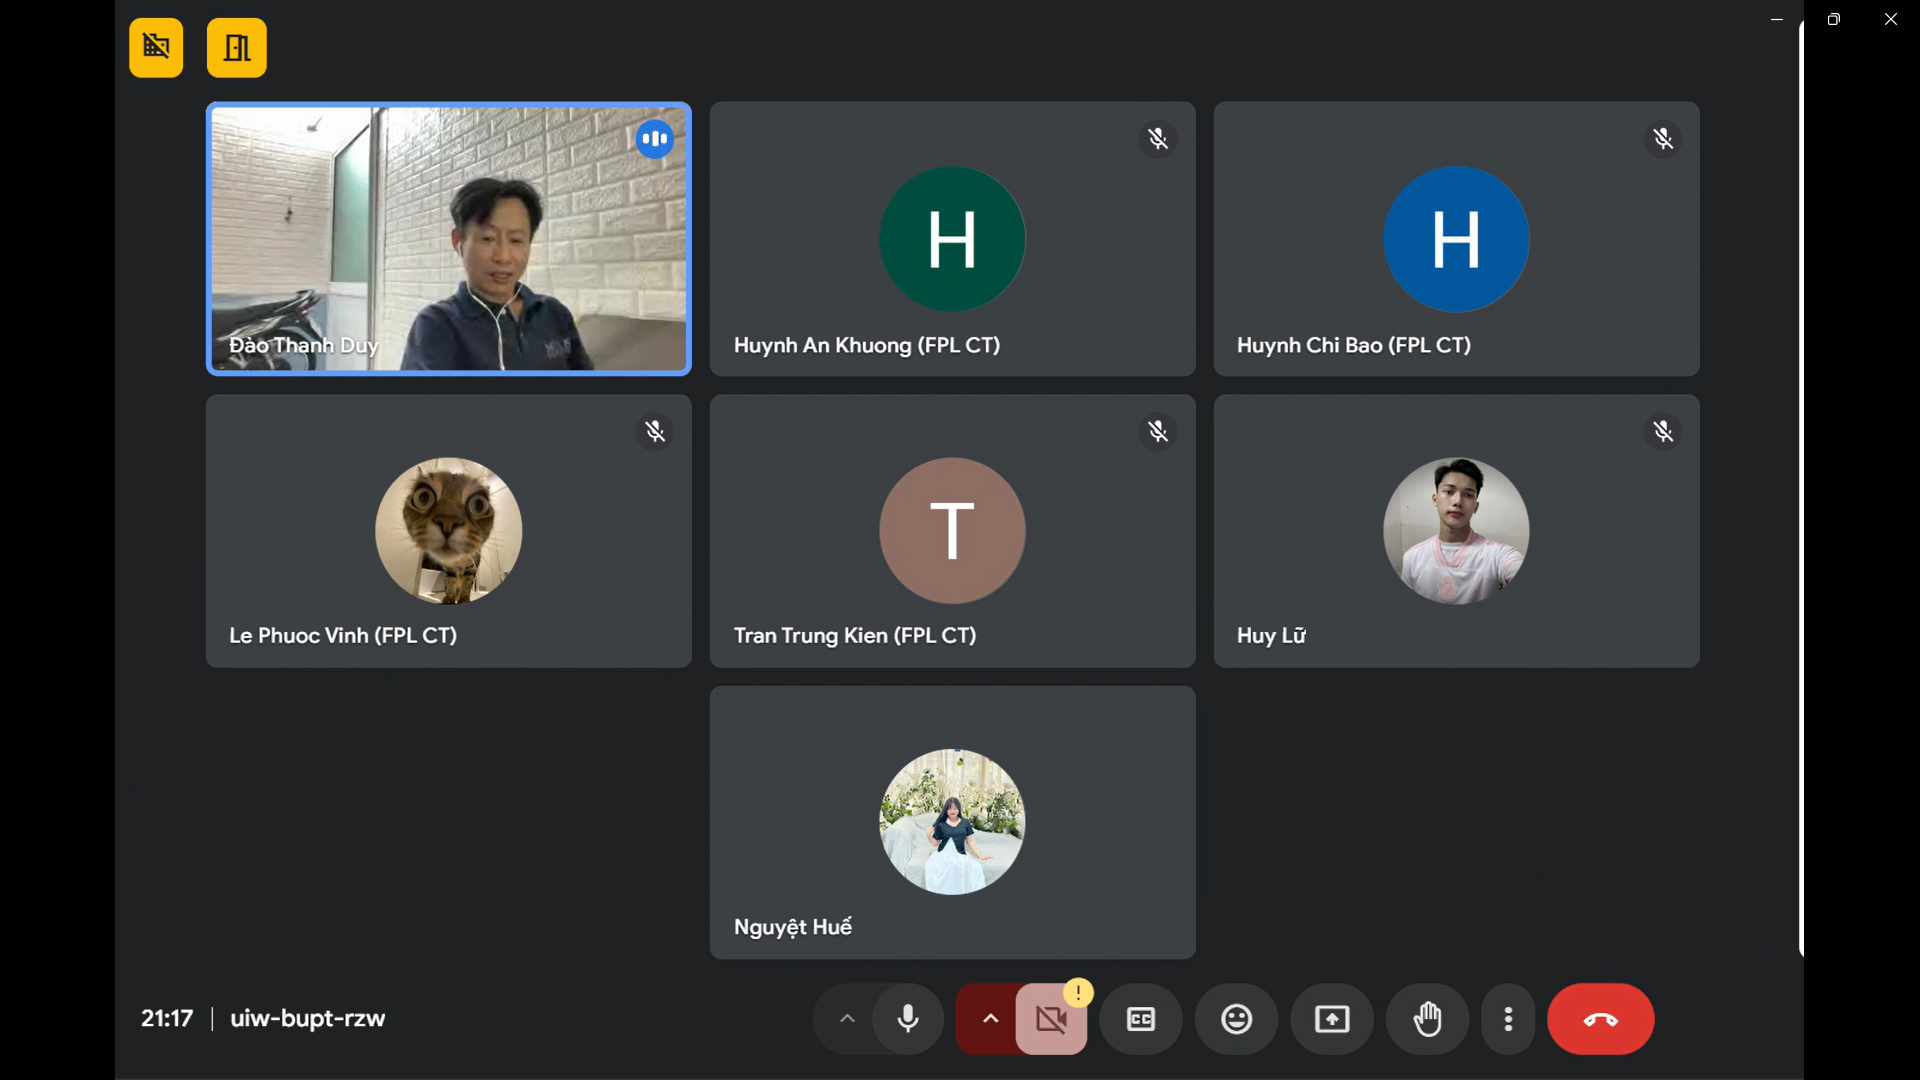 Đào Thanh Duy
H
Huynh An Khuong (FPL CT)
H
Huynh Chi Bao (FPL CT)
Le Phuoc Vinh (FPL CT)
T
Tran Trung Kien (FPL CT)
Huy Lữ
Nguyệt Huế
21:17 | uiw-bupt-rzw
!
CC